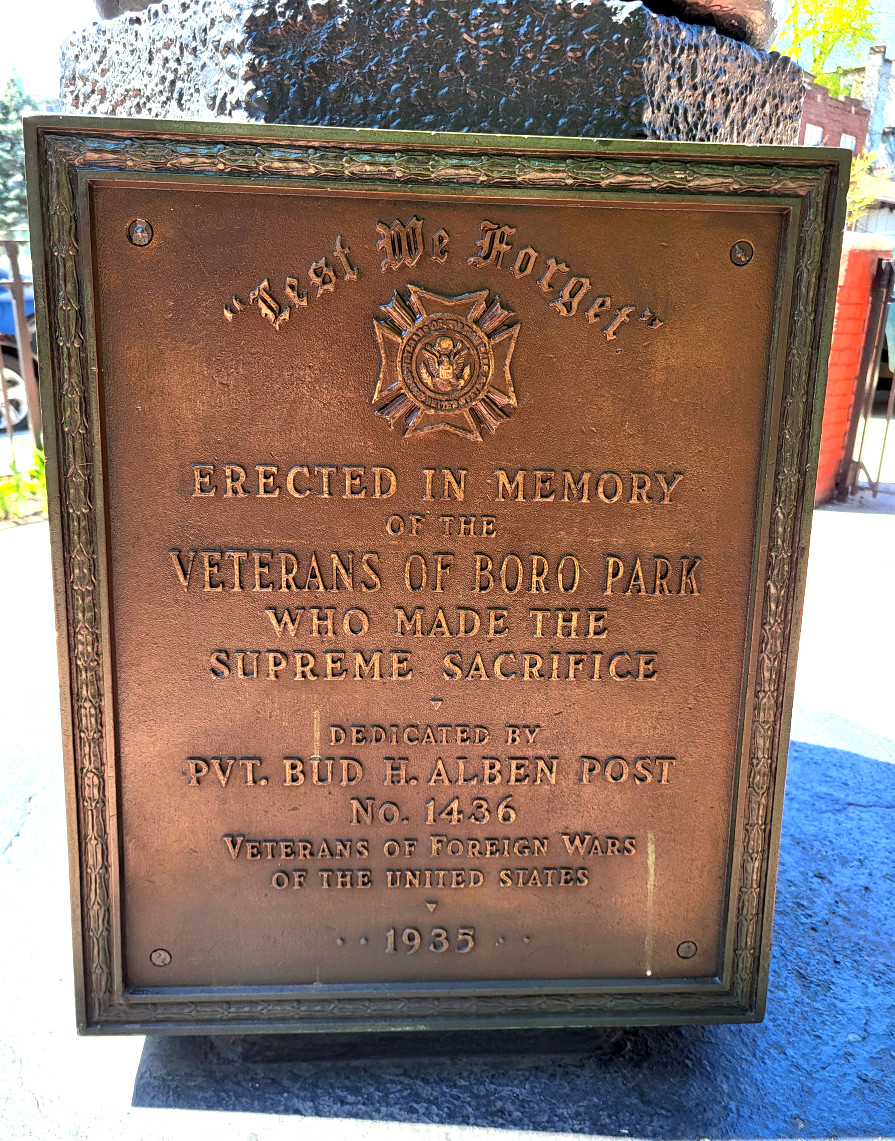 "Lest We Forget"
ERECTED IN MEMORY
OF THE
VETERANS OF BORO PARK
WHO MADE THE
SUPREME SACRIFICE
DEDICATED BY
PVT. BUD H. ALBEN POST
NO. 1436
VETERANS OF FOREIGN WARS
OF THE UNITED STATES
1935